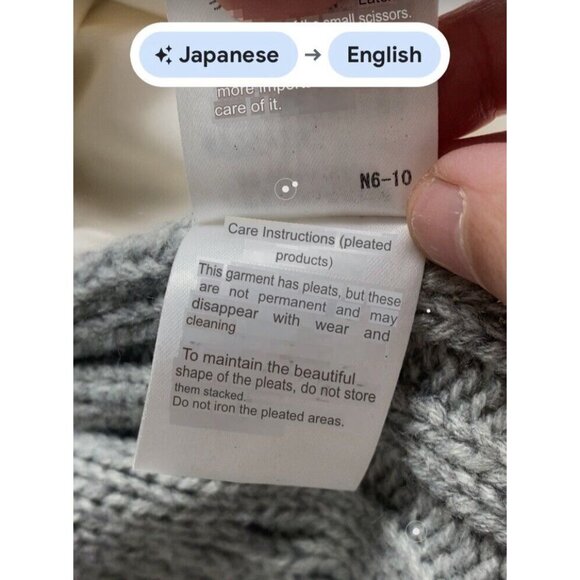 Japanese → English
the small scissors.
more
care of it.
N6-10
Care Instructions (pleated
products)
This garment has pleats, but these
are not permanent and may
disappear with wear and
cleaning
To maintain the beautiful
shape of the pleats, do not store
them stacked.
Do not iron the pleated areas.